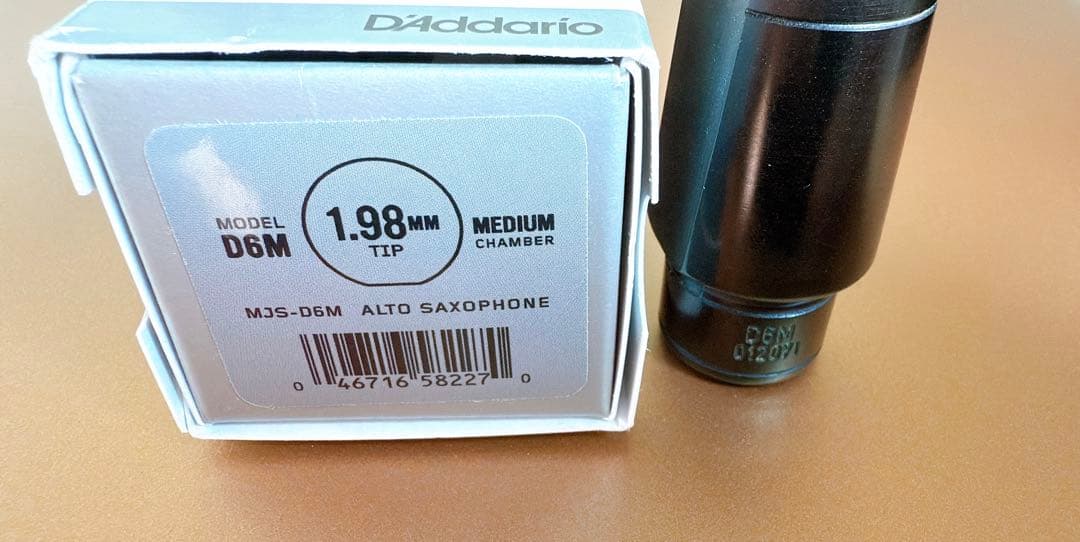 D'Addario
MODEL
D6M
1.98MM
TIP
MEDIUM
CHAMBER
MJS-D6M ALTO SAXOPHONE
0 46716 58227 0
D6M